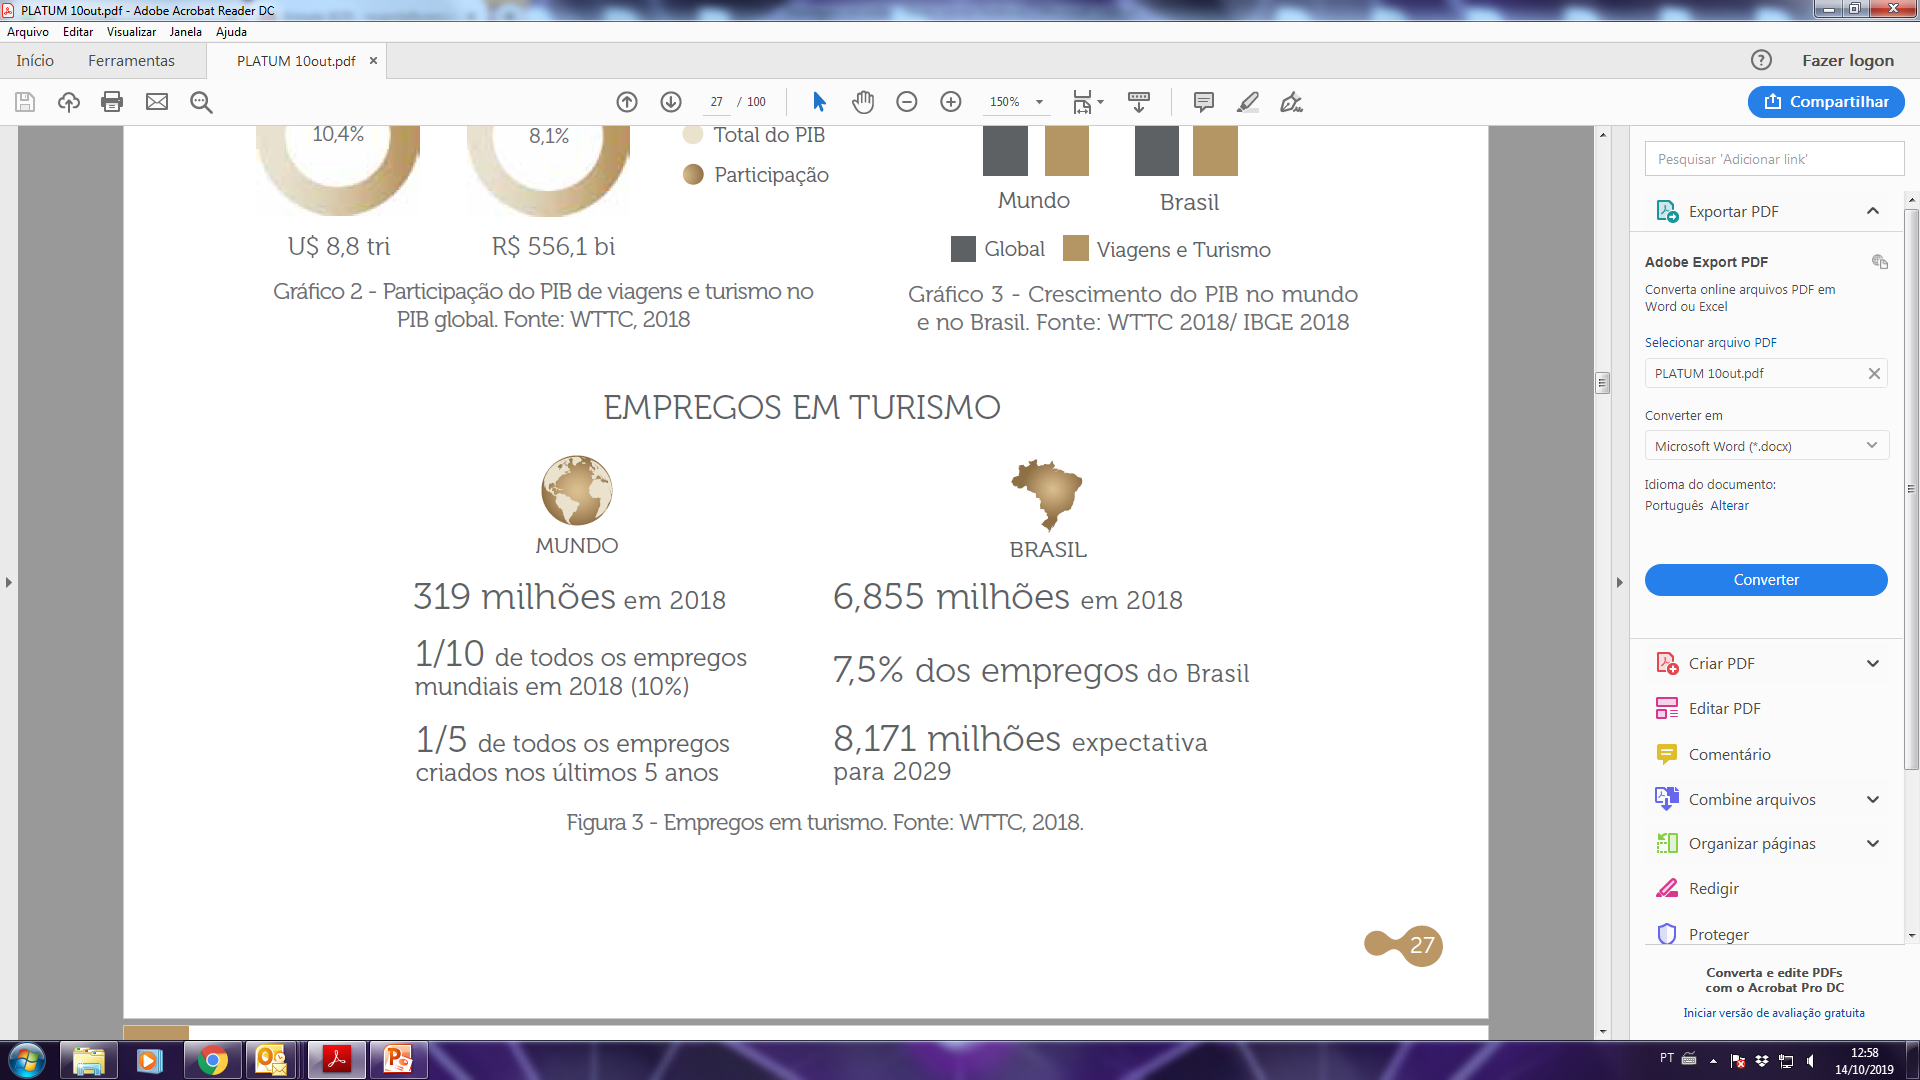 PLATUM 10out.pdf - Adobe Acrobat Reader DC
Arquivo Editar Visualizar Janela Ajuda
Início Ferramentas PLATUM 10out.pdf ×
? Fazer logon
27 / 100
150%
Compartilhar
10,4%
8,1%
Total do PIB
Participação
U$ 8,8 tri
R$ 556,1 bi
Gráfico 2 - Participação do PIB de viagens e turismo no
PIB global. Fonte: WTTC, 2018
Mundo
Brasil
Global
Viagens e Turismo
Gráfico 3 - Crescimento do PIB no mundo
e no Brasil. Fonte: WTTC 2018/ IBGE 2018
EMPREGOS EM TURISMO
MUNDO
319 milhões em 2018
1/10 de todos os empregos
mundiais em 2018 (10%)
1/5 de todos os empregos
criados nos últimos 5 anos
BRASIL
6,855 milhões em 2018
7,5% dos empregos do Brasil
8,171 milhões expectativa
para 2029
Figura 3 - Empregos em turismo. Fonte: WTTC, 2018.
27
Pesquisar 'Adicionar link'
Exportar PDF
Adobe Export PDF
Converta online arquivos PDF em
Word ou Excel
Selecionar arquivo PDF
PLATUM 10out.pdf
Converter em
Microsoft Word (*.docx)
Idioma do documento:
Português Alterar
Converter
Criar PDF
Editar PDF
Comentário
Combine arquivos
Organizar páginas
Redigir
Proteger
Converta e edite PDFs
com o Acrobat Pro DC
Iniciar versão de avaliação gratuita
PT
12:58
14/10/2019